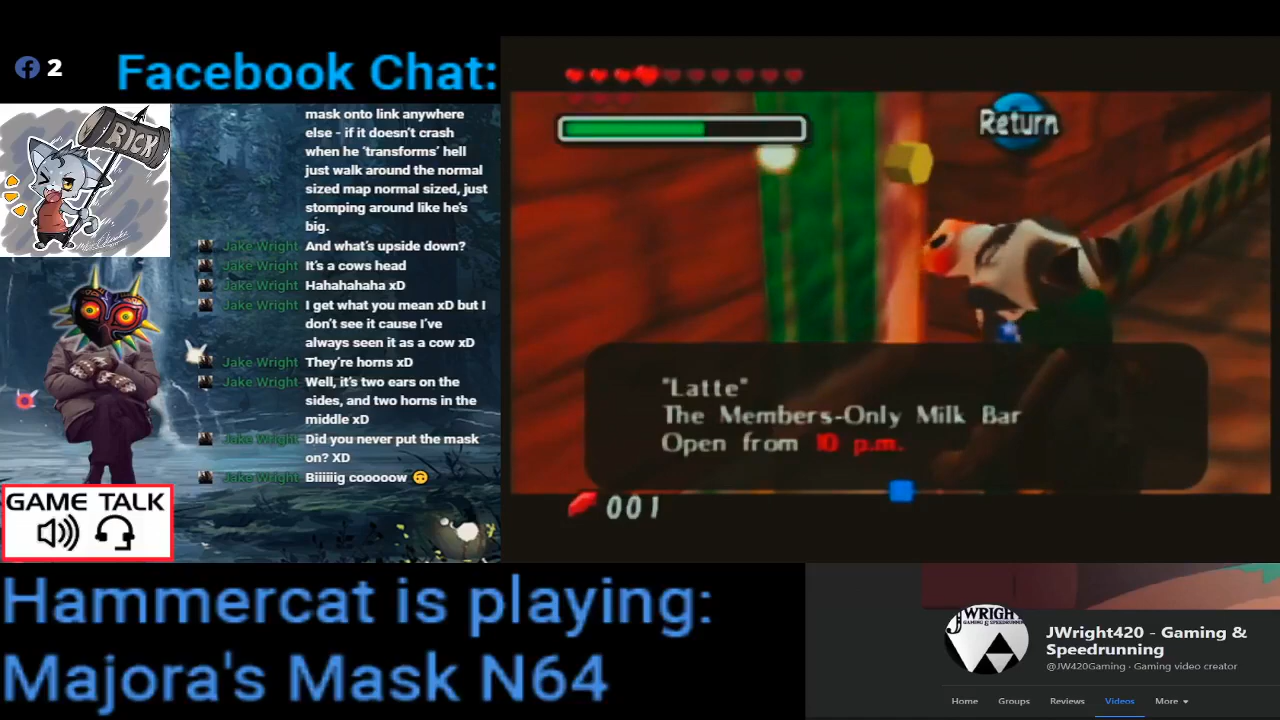 2
Facebook Chat:
RICK
mask onto link anywhere
else - if it doesn't crash
when he 'transforms' hell
just walk around the normal
sized map normal sized, just
stomping around like he's
big.
Jake Wright And what's upside down?
Jake Wright It's a cows head
Jake Wright Hahahahaha xD
Jake Wright I get what you mean xD but I
don't see it cause I've
always seen it as a cow xD
Jake Wright They're horns xD
Jake Wright Well, it's two ears on the
sides, and two horns in the
middle xD
Jake Wright Did you never put the mask
on? XD
Jake Wright Biiiiiig cooooow 🙃
GAME TALK
Return
"Latte"
The Members-Only Milk Bar
Open from 10 p.m.
001
Hammercat is playing:
Majora's Mask N64
JWRIGHT
GAMING & SPEEDRUNNING
JWright420 - Gaming &
Speedrunning
@JW420Gaming · Gaming video creator
Home Groups Reviews Videos More